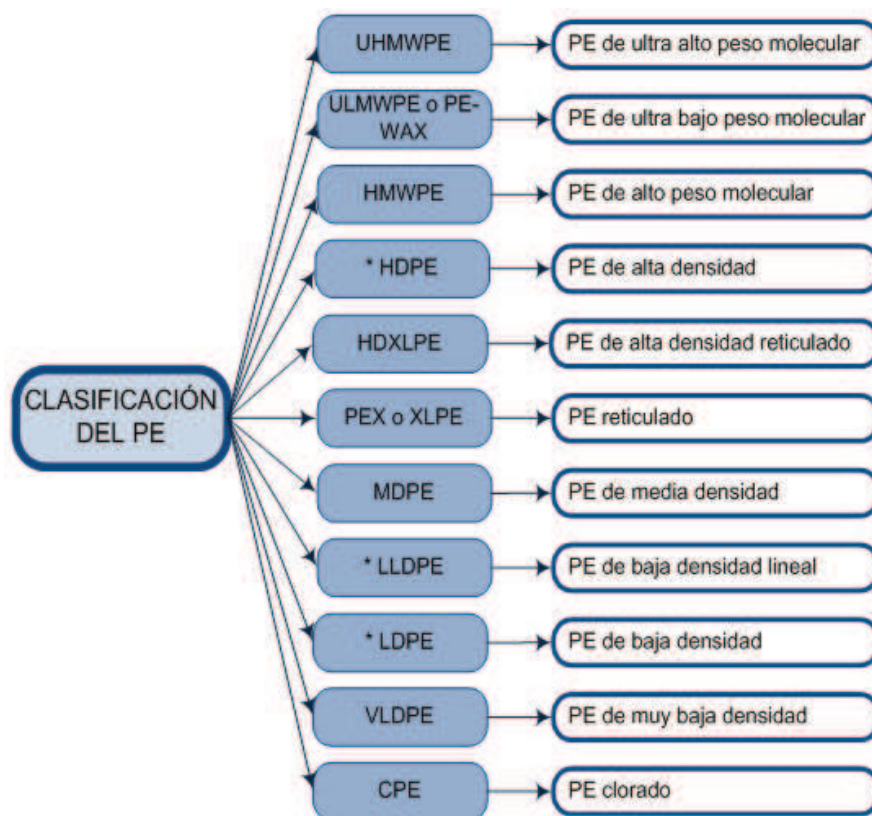 CLASIFICACIÓN
DEL PE
UHMWPE
PE de ultra alto peso molecular
ULMWPE o PE-
WAX
PE de ultra bajo peso molecular
HMWPE
PE de alto peso molecular
* HDPE
PE de alta densidad
HDXLPE
PE de alta densidad reticulado
PEX o XLPE
PE reticulado
MDPE
PE de media densidad
* LLDPE
PE de baja densidad lineal
* LDPE
PE de baja densidad
VLDPE
PE de muy baja densidad
CPE
PE clorado